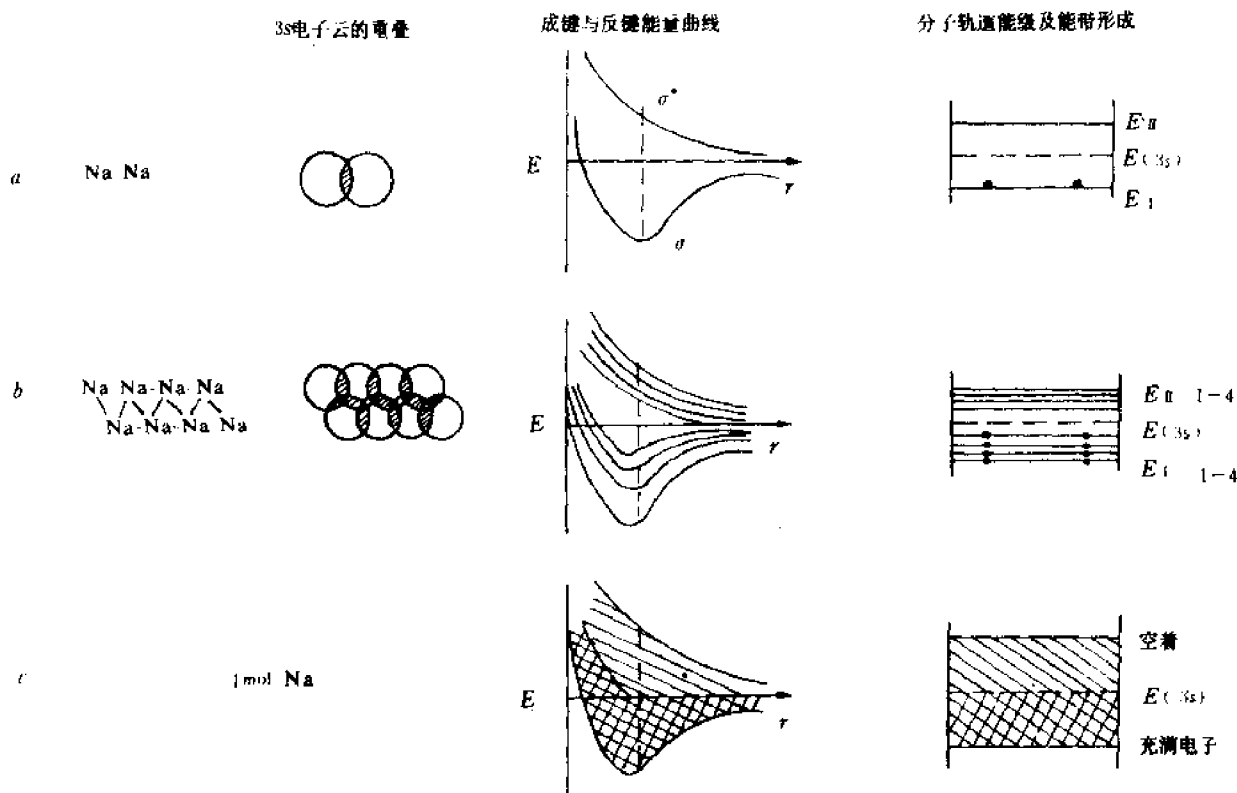 3s电子云的重叠 成键与反键能量曲线 分子轨道能级及能带形成
σ*
E II
E E(3s)
a Na Na r
E I
σ
b Na Na-Na-Na E II 1-4
Na-Na-Na Na E E(3s)
r
E I 1-4
空着
c 1mol Na E E(3s)
r
充满电子